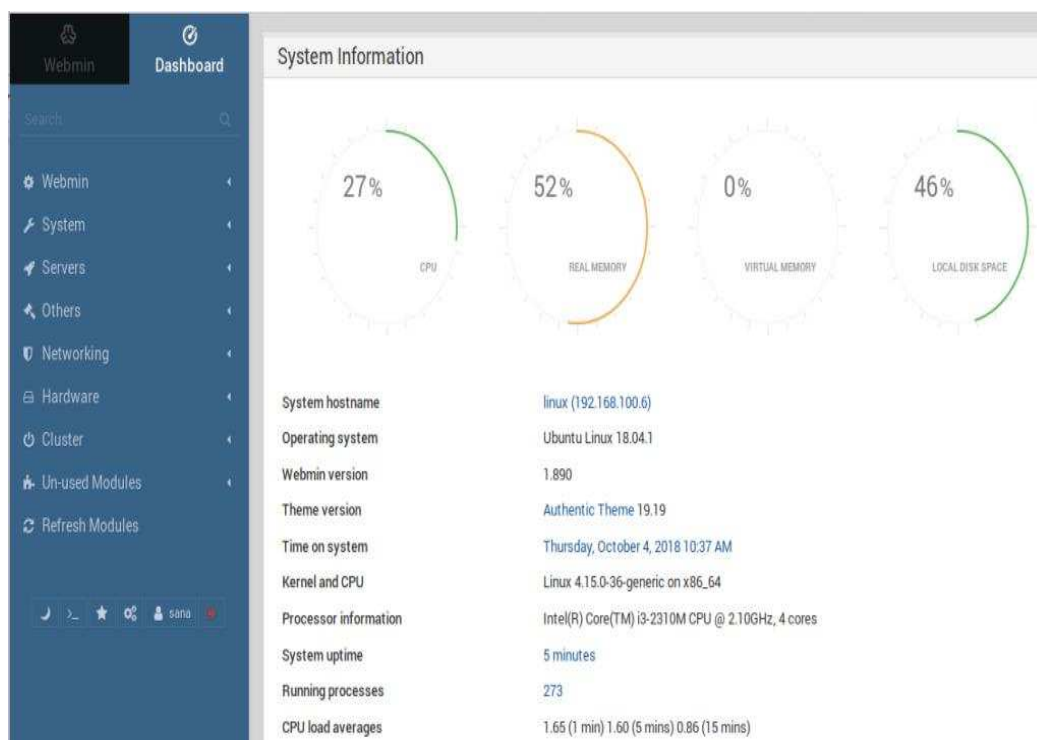 Webmin
Dashboard
Search
Webmin
System
Servers
Others
Networking
Hardware
Cluster
Un-used Modules
Refresh Modules
sana
System Information
27%
CPU
52%
REAL MEMORY
0%
VIRTUAL MEMORY
46%
LOCAL DISK SPACE
System hostname linux (192.168.100.6)
Operating system Ubuntu Linux 18.04.1
Webmin version 1.890
Theme version Authentic Theme 19.19
Time on system Thursday, October 4, 2018 10:37 AM
Kernel and CPU Linux 4.15.0-36-generic on x86_64
Processor information Intel(R) Core(TM) i3-2310M CPU @ 2.10GHz, 4 cores
System uptime 5 minutes
Running processes 273
CPU load averages 1.65 (1 min) 1.60 (5 mins) 0.86 (15 mins)